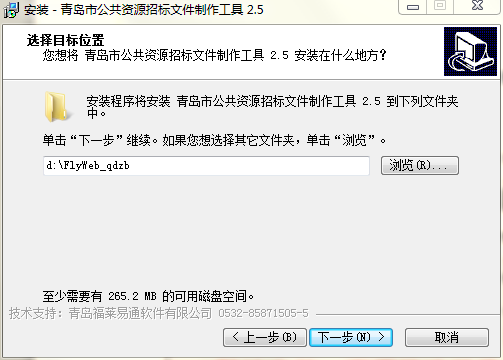 安装 - 青岛市公共资源招标文件制作工具 2.5
选择目标位置
您想将 青岛市公共资源招标文件制作工具 2.5 安装在什么地方?
安装程序将安装 青岛市公共资源招标文件制作工具 2.5 到下列文件夹
中。
单击“下一步”继续。如果您想选择其它文件夹，单击“浏览”。
d:\FlyWeb_qdzb
浏览(R)...
至少需要有 265.2 MB 的可用磁盘空间。
技术支持：青岛福莱易通软件有限公司 0532-85871505-5
< 上一步(B)
下一步(N) >
取消